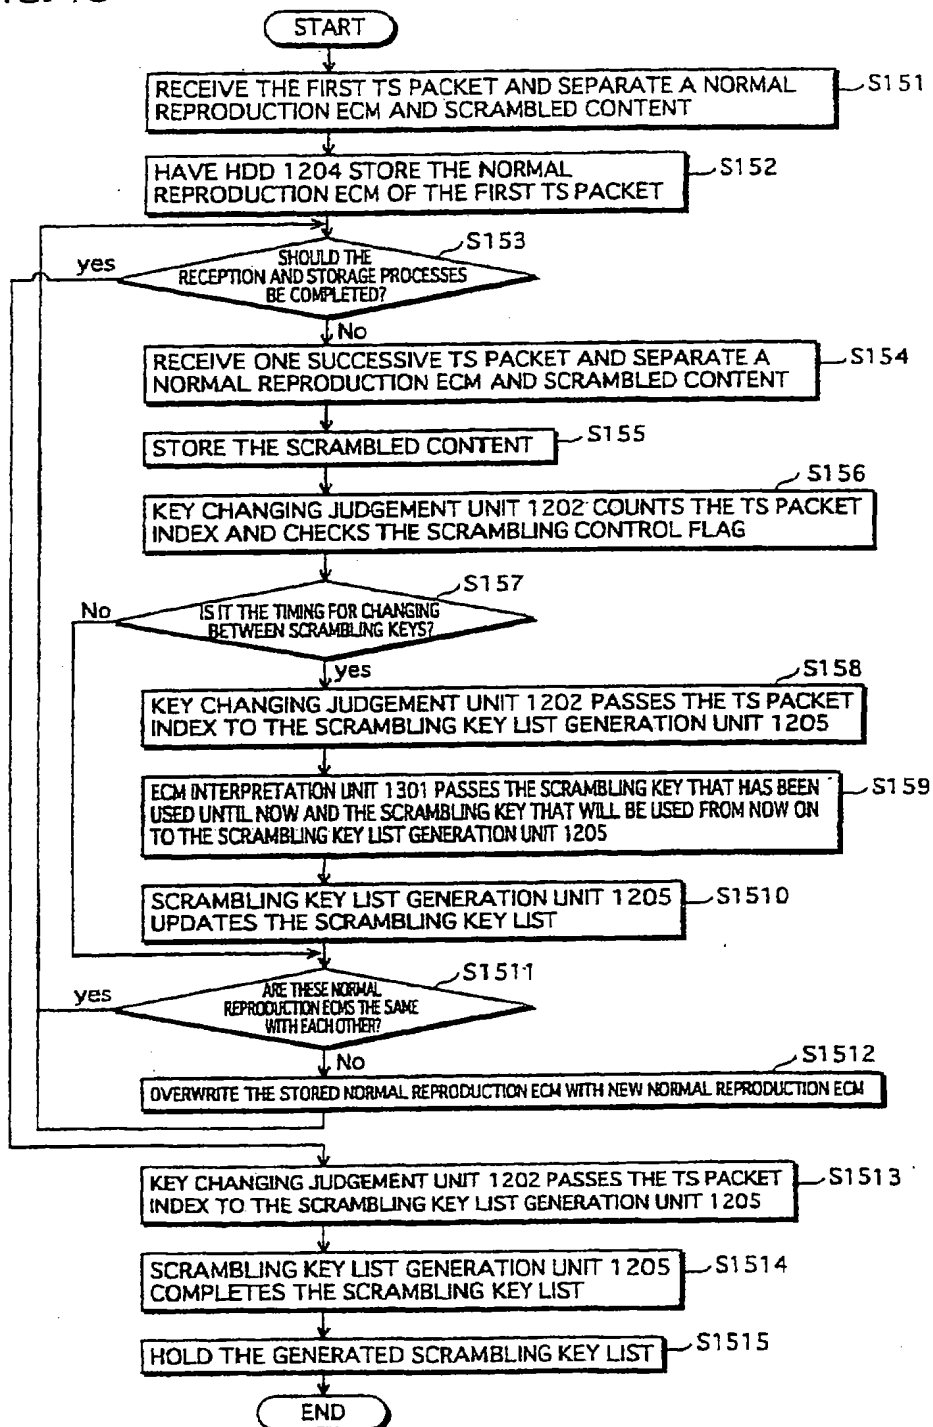 START
RECEIVE THE FIRST TS PACKET AND SEPARATE A NORMAL
REPRODUCTION ECM AND SCRAMBLED CONTENT
S151
HAVE HDD 1204 STORE THE NORMAL
REPRODUCTION ECM OF THE FIRST TS PACKET
S152
S153
yes
SHOULD THE
RECEPTION AND STORAGE PROCESSES
BE COMPLETED?
No
RECEIVE ONE SUCCESSIVE TS PACKET AND SEPARATE A
NORMAL REPRODUCTION ECM AND SCRAMBLED CONTENT
S154
STORE THE SCRAMBLED CONTENT
S155
S156
KEY CHANGING JUDGEMENT UNIT 1202 COUNTS THE TS PACKET
INDEX AND CHECKS THE SCRAMBLING CONTROL FLAG
S157
No
IS IT THE TIMING FOR CHANGING
BETWEEN SCRAMBLING KEYS?
yes
S158
KEY CHANGING JUDGEMENT UNIT 1202 PASSES THE TS PACKET
INDEX TO THE SCRAMBLING KEY LIST GENERATION UNIT 1205
ECM INTERPRETATION UNIT 1301 PASSES THE SCRAMBLING KEY THAT HAS BEEN
USED UNTIL NOW AND THE SCRAMBLING KEY THAT WILL BE USED FROM NOW ON
TO THE SCRAMBLING KEY LIST GENERATION UNIT 1205
S159
SCRAMBLING KEY LIST GENERATION UNIT 1205
UPDATES THE SCRAMBLING KEY LIST
S1510
S1511
yes
ARE THESE NORMAL
REPRODUCTION ECMS THE SAME
WITH EACH OTHER?
No
S1512
OVERWRITE THE STORED NORMAL REPRODUCTION ECM WITH NEW NORMAL REPRODUCTION ECM
KEY CHANGING JUDGEMENT UNIT 1202 PASSES THE TS PACKET
INDEX TO THE SCRAMBLING KEY LIST GENERATION UNIT 1205
S1513
SCRAMBLING KEY LIST GENERATION UNIT 1205
COMPLETES THE SCRAMBLING KEY LIST
S1514
HOLD THE GENERATED SCRAMBLING KEY LIST
S1515
END